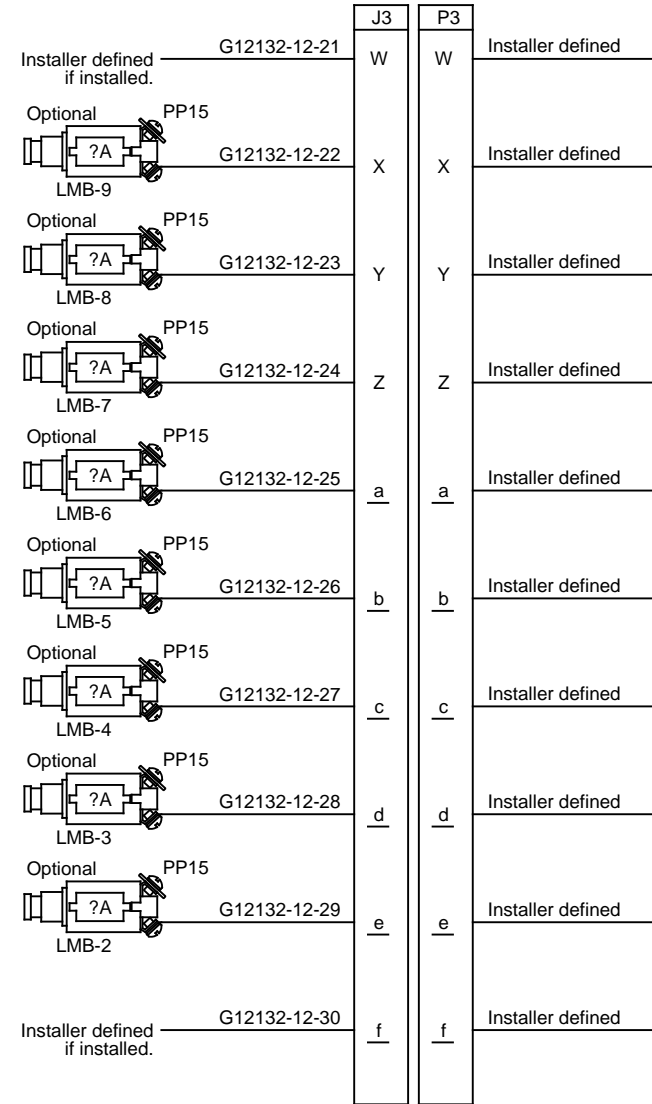 J3 P3
Installer defined if installed. G12132-12-21 W W Installer defined
Optional PP15
?A G12132-12-22 X X Installer defined
LMB-9
Optional PP15
?A G12132-12-23 Y Y Installer defined
LMB-8
Optional PP15
?A G12132-12-24 Z Z Installer defined
LMB-7
Optional PP15
?A G12132-12-25 a a Installer defined
LMB-6
Optional PP15
?A G12132-12-26 b b Installer defined
LMB-5
Optional PP15
?A G12132-12-27 c c Installer defined
LMB-4
Optional PP15
?A G12132-12-28 d d Installer defined
LMB-3
Optional PP15
?A G12132-12-29 e e Installer defined
LMB-2
Installer defined if installed. G12132-12-30 f f Installer defined